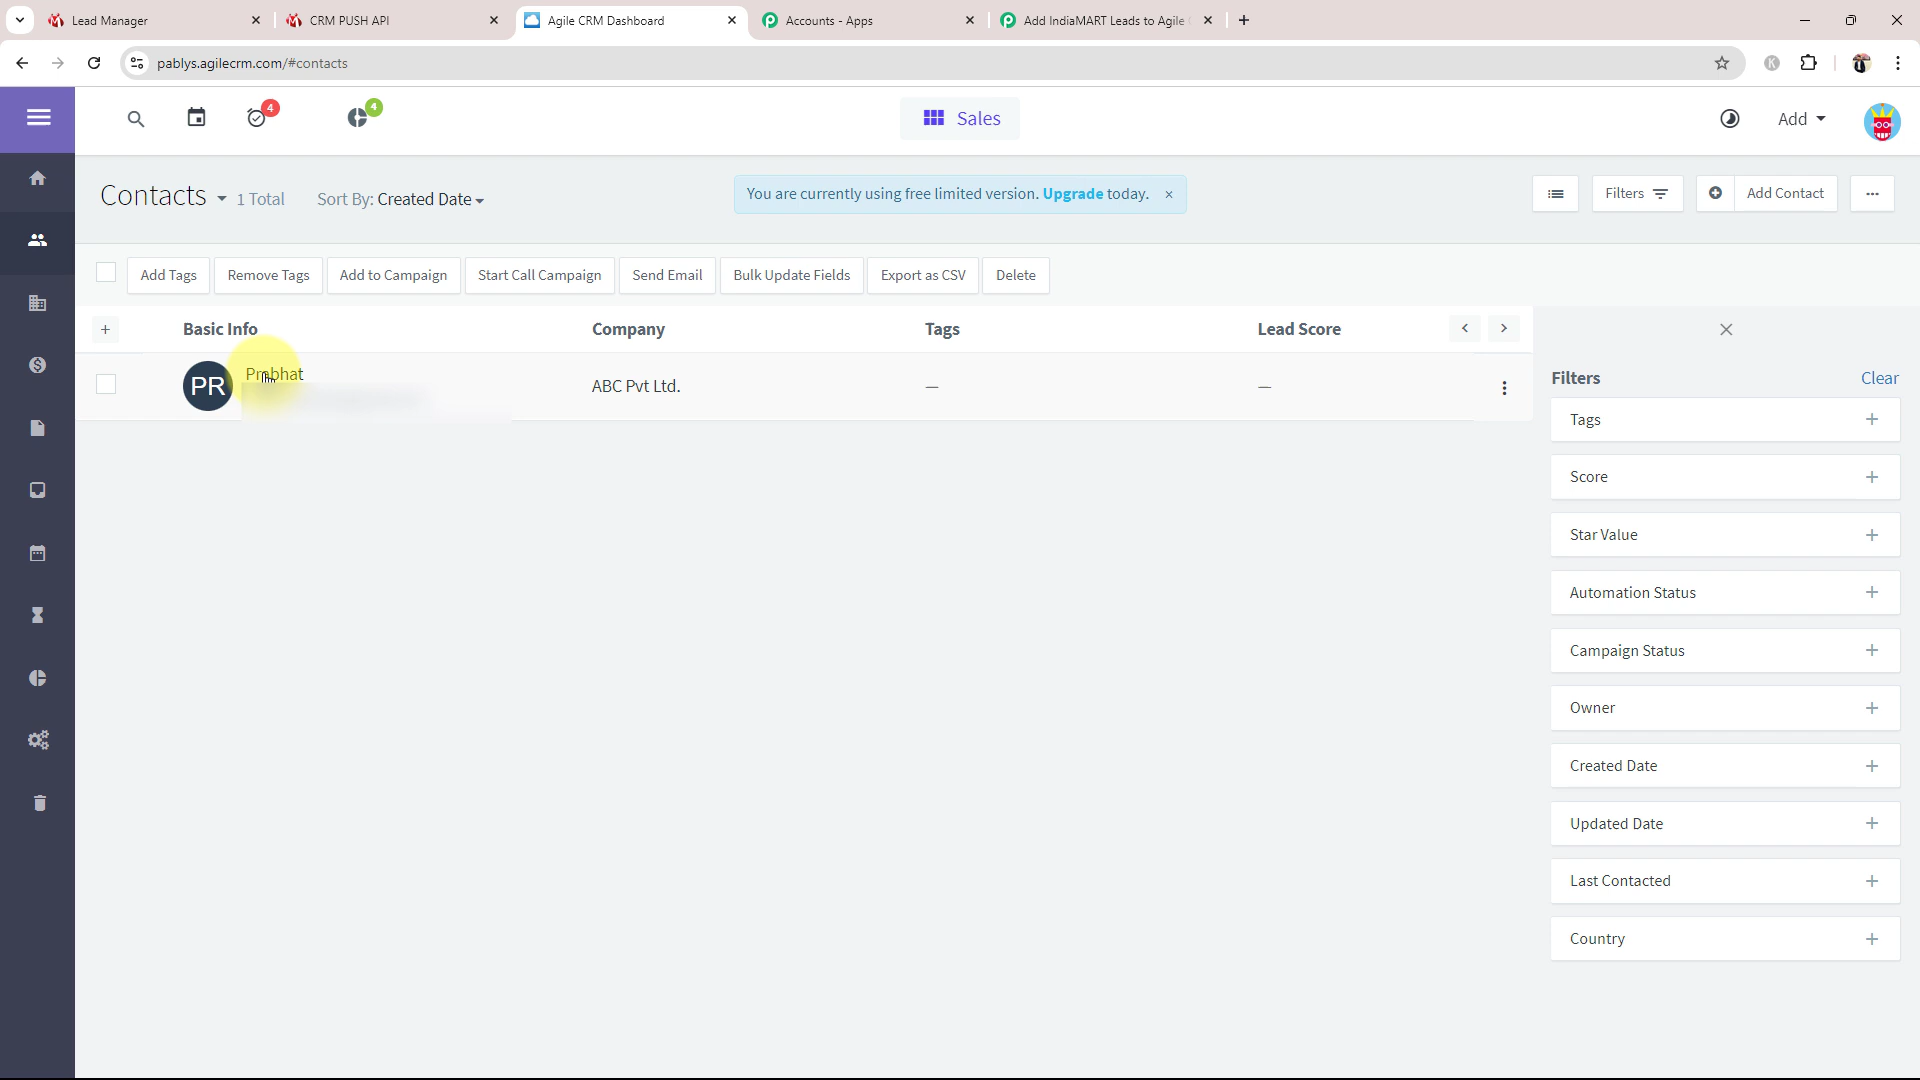 Lead Manager
CRM PUSH API
Agile CRM Dashboard
Accounts - Apps
Add IndiaMART Leads to Agile
pablys.agilecrm.com/#contacts
K
4
4
Sales
Add
Contacts
1 Total
Sort By: Created Date
You are currently using free limited version. Upgrade today. ×
Filters
Add Contact
Add Tags
Remove Tags
Add to Campaign
Start Call Campaign
Send Email
Bulk Update Fields
Export as CSV
Delete
+
Basic Info
Company
Tags
Lead Score
PR
Prabhat
ABC Pvt Ltd.
—
—
Filters
Clear
Tags +
Score +
Star Value +
Automation Status +
Campaign Status +
Owner +
Created Date +
Updated Date +
Last Contacted +
Country +